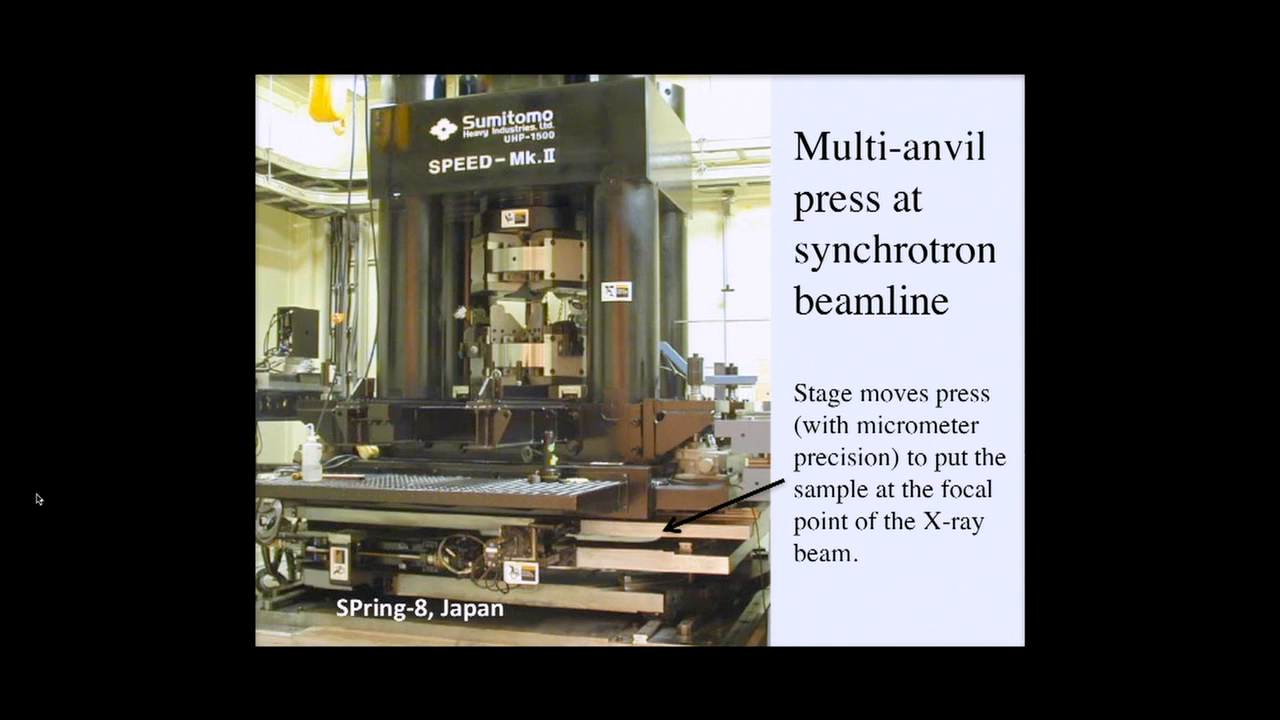 Sumitomo
Heavy Industries, Ltd.
UHP-1500
SPEED-Mk.II
Multi-anvil
press at
synchrotron
beamline
Stage moves press
(with micrometer
precision) to put the
sample at the focal
point of the X-ray
beam.
SPring-8, Japan